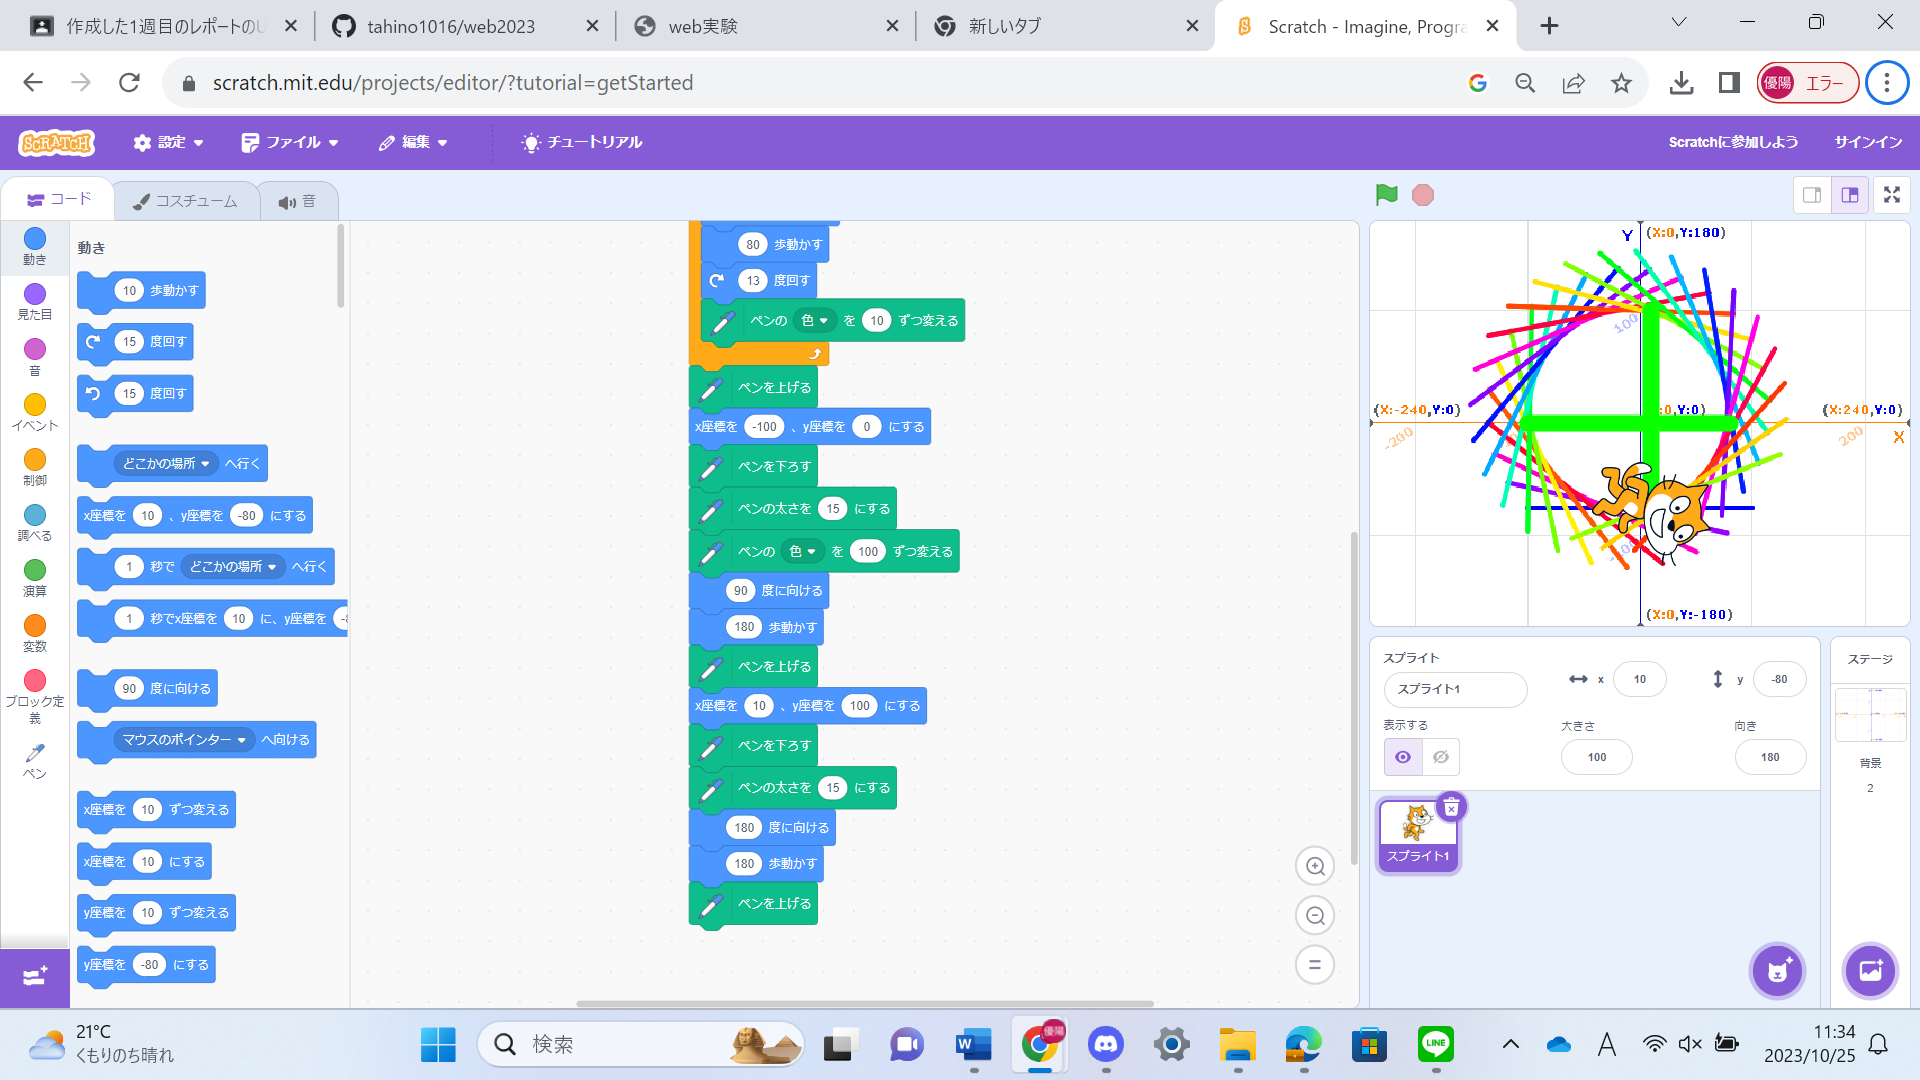 作成した1週目のレポートのU
tahino1016/web2023
web実験
新しいタブ
Scratch - Imagine, Progra
scratch.mit.edu/projects/editor/?tutorial=getStarted
優陽 エラー
SCRATCH
設定
ファイル
編集
チュートリアル
Scratchに参加しよう
サインイン
コード
コスチューム
音
動き
見た目
音
イベント
制御
調べる
演算
変数
ブロック定義
ペン
動き
10 歩動かす
15 度回す
15 度回す
どこかの場所 へ行く
x座標を 10 、y座標を -80 にする
1 秒で どこかの場所 へ行く
1 秒でx座標を 10 に、y座標を
90 度に向ける
マウスのポインター へ向ける
x座標を 10 ずつ変える
x座標を 10 にする
y座標を 10 ずつ変える
y座標を -80 にする
80 歩動かす
13 度回す
ペンの 色 を 10 ずつ変える
ペンを上げる
x座標を -100 、y座標を 0 にする
ペンを下ろす
ペンの太さを 15 にする
ペンの 色 を 100 ずつ変える
90 度に向ける
180 歩動かす
ペンを上げる
x座標を 10 、y座標を 100 にする
ペンを下ろす
ペンの太さを 15 にする
180 度に向ける
180 歩動かす
ペンを上げる
Y
(X:0,Y:180)
100
(X:-240,Y:0)
:0,Y:0)
(X:240,Y:0)
-200
200
X
(X:0,Y:-180)
スプライト
スプライト1
x 10
y -80
表示する
大きさ
100
向き
180
スプライト1
ステージ
背景
2
21°C
くもりのち晴れ
検索
優陽
LINE
A
11:34
2023/10/25